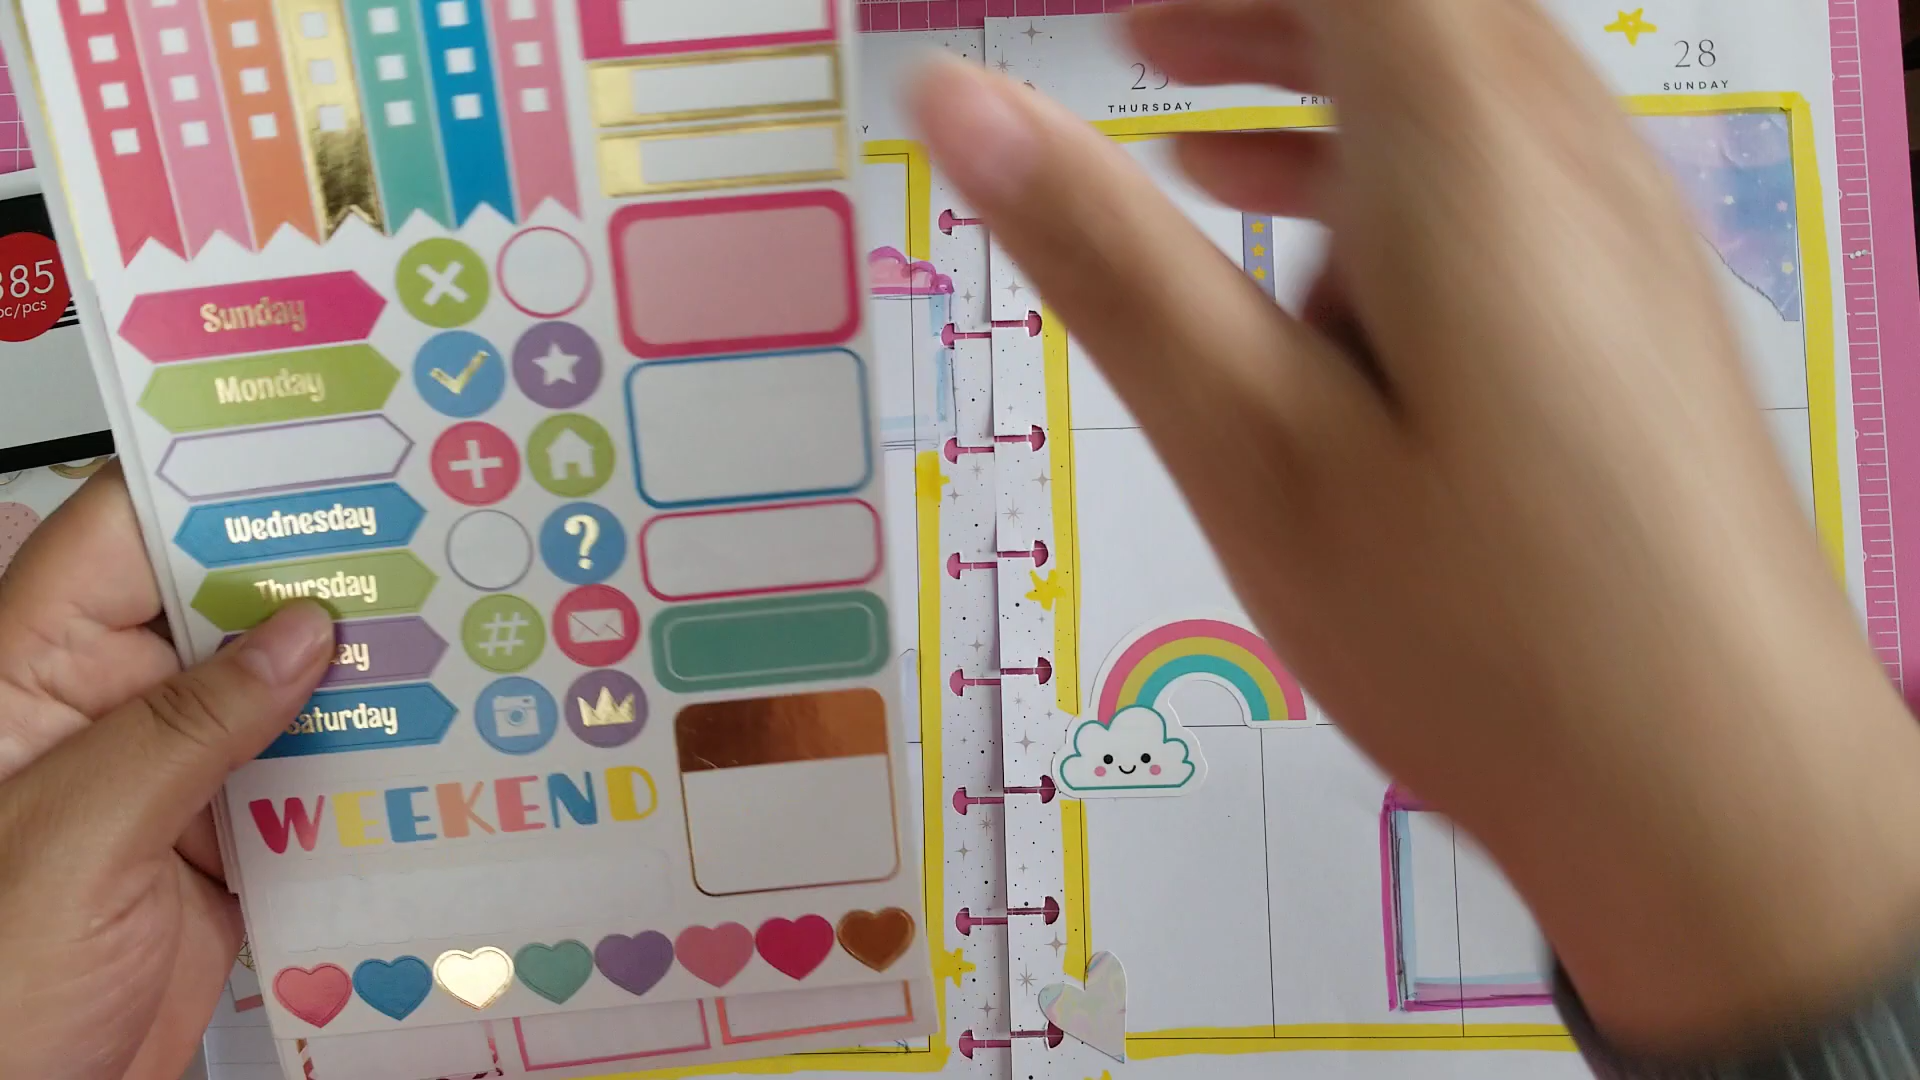 385
pc/pcs
Sunday
Monday
Wednesday
Thursday
Saturday
WEEKEND
?
#
25
THURSDAY
28
SUNDAY